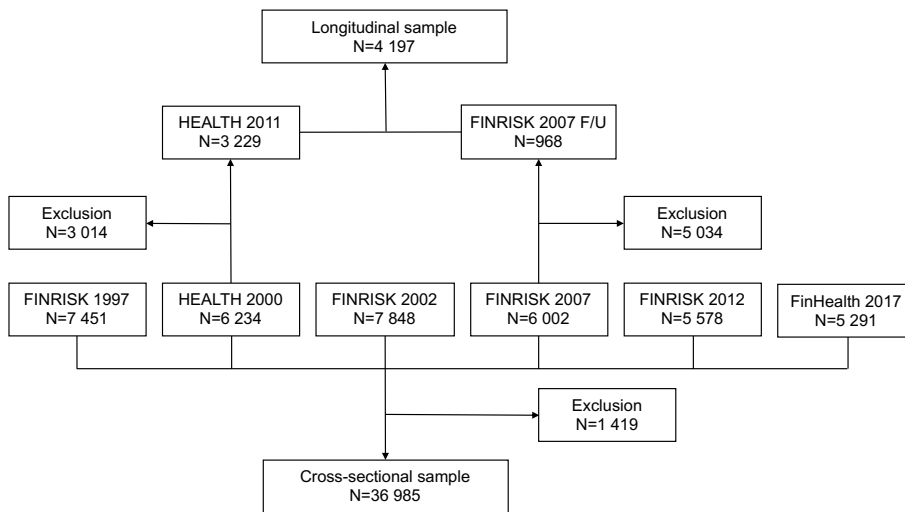 Longitudinal sample
N=4 197
HEALTH 2011
N=3 229
FINRISK 2007 F/U
N=968
Exclusion
N=3 014
Exclusion
N=5 034
FINRISK 1997
N=7 451
HEALTH 2000
N=6 234
FINRISK 2002
N=7 848
FINRISK 2007
N=6 002
FINRISK 2012
N=5 578
FinHealth 2017
N=5 291
Exclusion
N=1 419
Cross-sectional sample
N=36 985